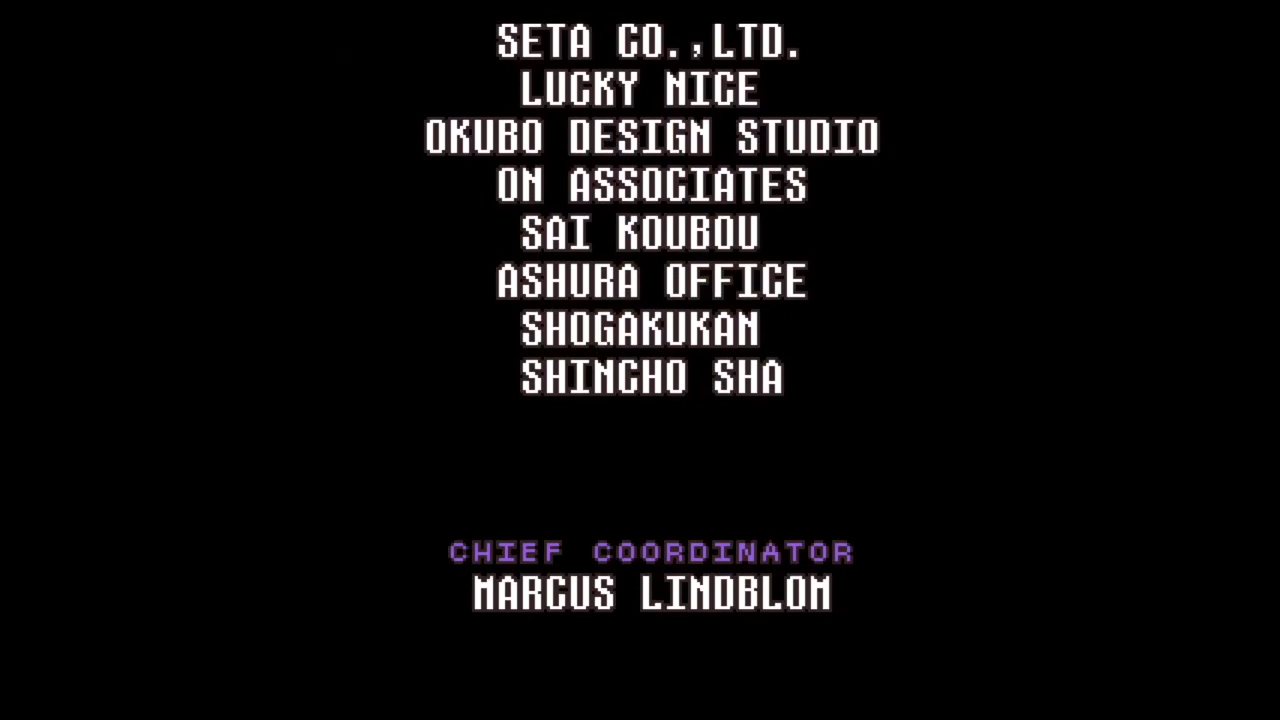 SETA CO.,LTD.
LUCKY NICE
OKUBO DESIGN STUDIO
ON ASSOCIATES
SAI KOUBOU
ASHURA OFFICE
SHOGAKUKAN
SHINCHO SHA
CHIEF COORDINATOR
MARCUS LINDBLOM